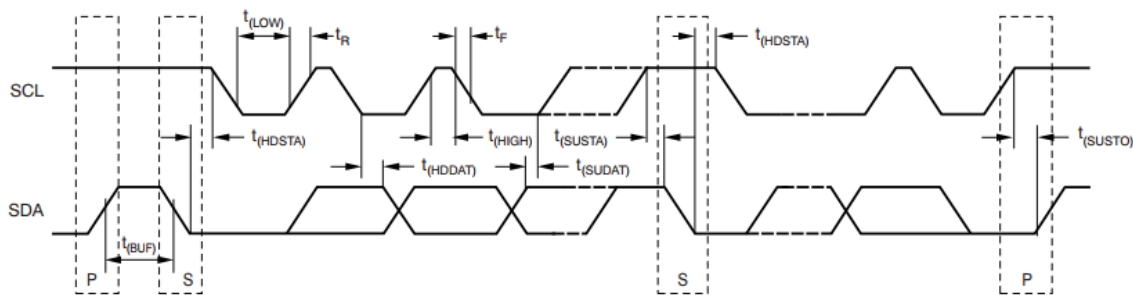 t(LOW) tR tF t(HDSTA)
SCL
t(HDSTA) t(HIGH) t(SUSTA) t(SUSTO)
t(HDDAT) t(SUDAT)
SDA
t(BUF)
P S S P